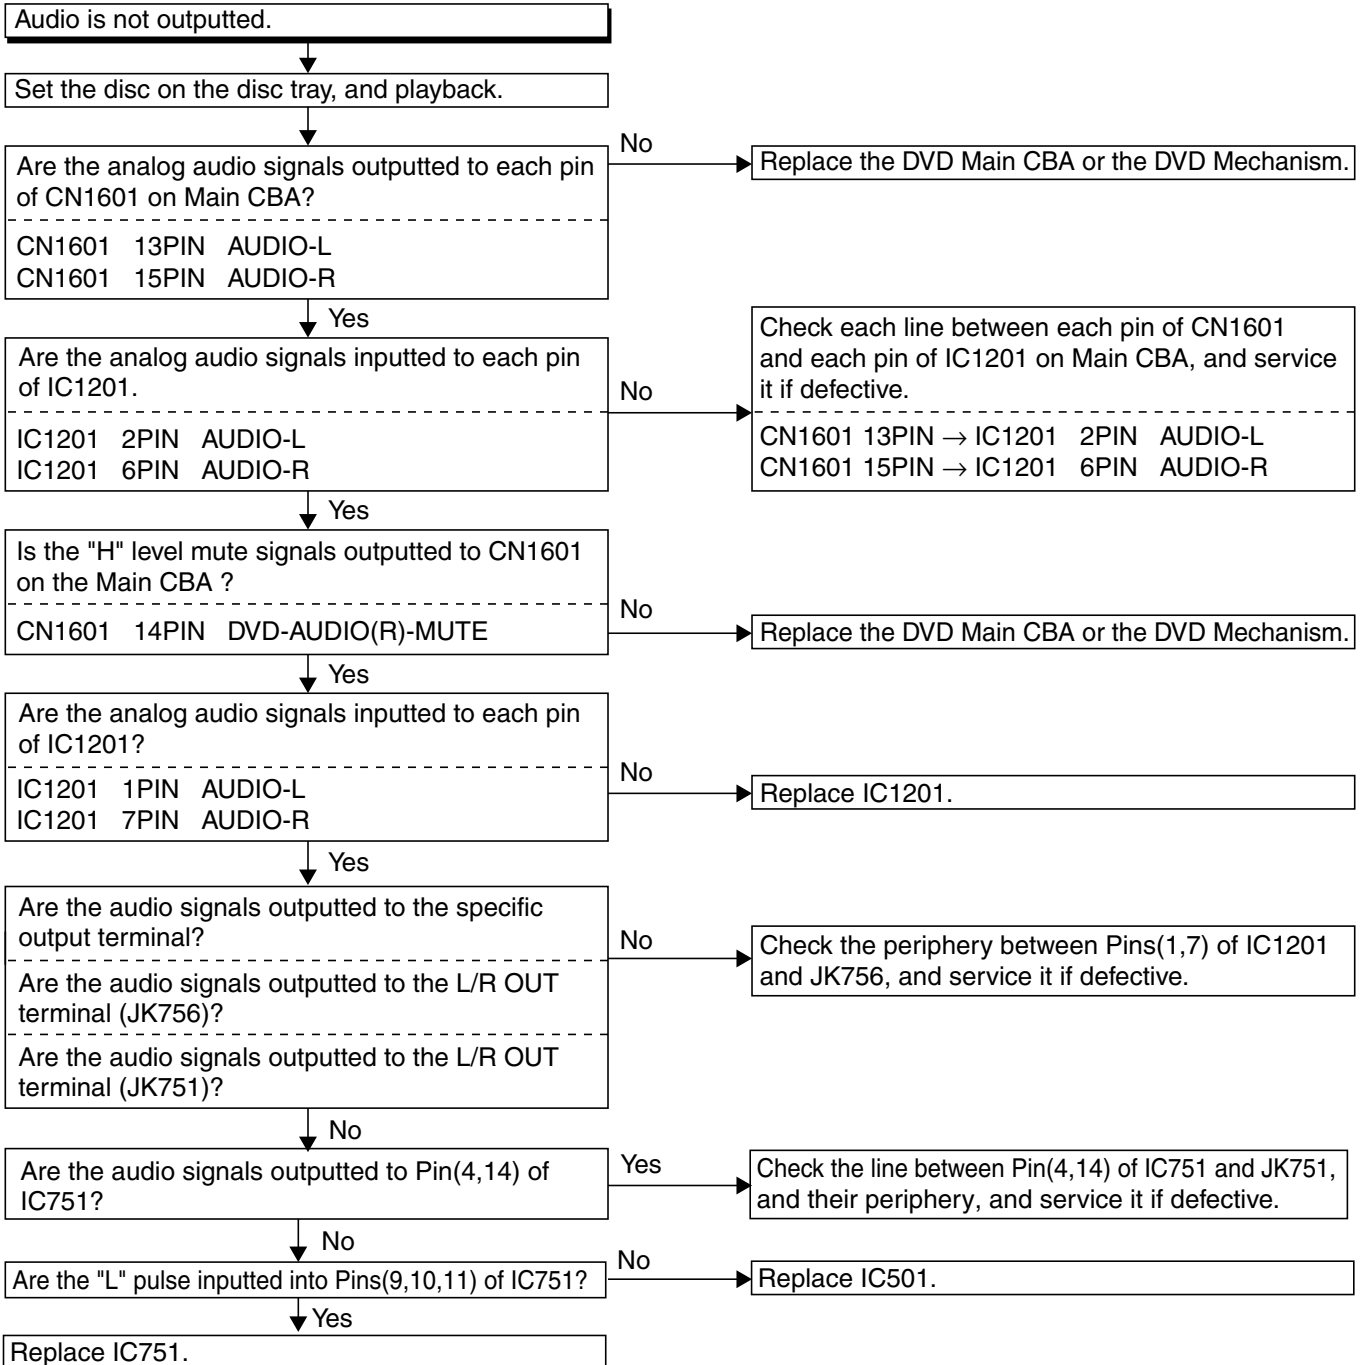 Audio is not outputted.
Set the disc on the disc tray, and playback.
Are the analog audio signals outputted to each pin
of CN1601 on Main CBA?
CN1601 13PIN AUDIO-L
CN1601 15PIN AUDIO-R
No
Replace the DVD Main CBA or the DVD Mechanism.
Yes
Are the analog audio signals inputted to each pin
of IC1201.
IC1201 2PIN AUDIO-L
IC1201 6PIN AUDIO-R
No
Check each line between each pin of CN1601
and each pin of IC1201 on Main CBA, and service
it if defective.
CN1601 13PIN → IC1201 2PIN AUDIO-L
CN1601 15PIN → IC1201 6PIN AUDIO-R
Yes
Is the "H" level mute signals outputted to CN1601
on the Main CBA ?
CN1601 14PIN DVD-AUDIO(R)-MUTE
No
Replace the DVD Main CBA or the DVD Mechanism.
Yes
Are the analog audio signals inputted to each pin
of IC1201?
IC1201 1PIN AUDIO-L
IC1201 7PIN AUDIO-R
No
Replace IC1201.
Yes
Are the audio signals outputted to the specific
output terminal?
Are the audio signals outputted to the L/R OUT
terminal (JK756)?
Are the audio signals outputted to the L/R OUT
terminal (JK751)?
No
Check the periphery between Pins(1,7) of IC1201
and JK756, and service it if defective.
No
Are the audio signals outputted to Pin(4,14) of
IC751?
Yes
Check the line between Pin(4,14) of IC751 and JK751,
and their periphery, and service it if defective.
No
Are the "L" pulse inputted into Pins(9,10,11) of IC751?
No
Replace IC501.
Yes
Replace IC751.